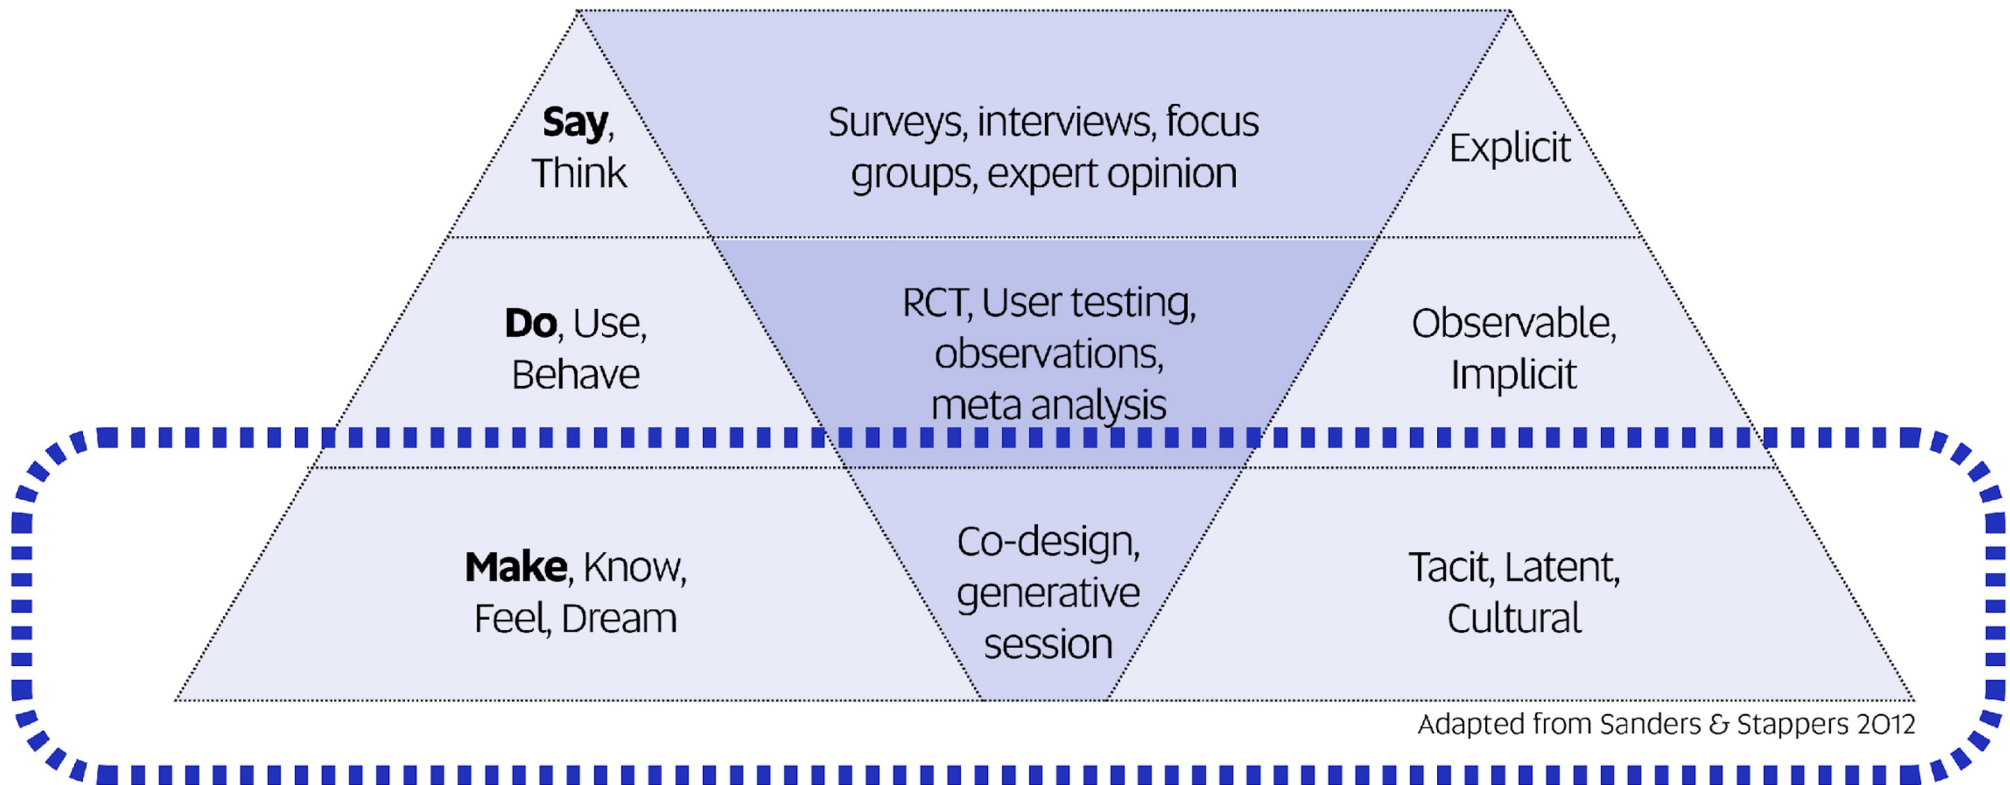 Say,
Think
Surveys, interviews, focus
groups, expert opinion
Explicit
Do, Use,
Behave
RCT, User testing,
observations,
meta analysis
Observable,
Implicit
Make, Know,
Feel, Dream
Co-design,
generative
session
Tacit, Latent,
Cultural
Adapted from Sanders & Stappers 2012